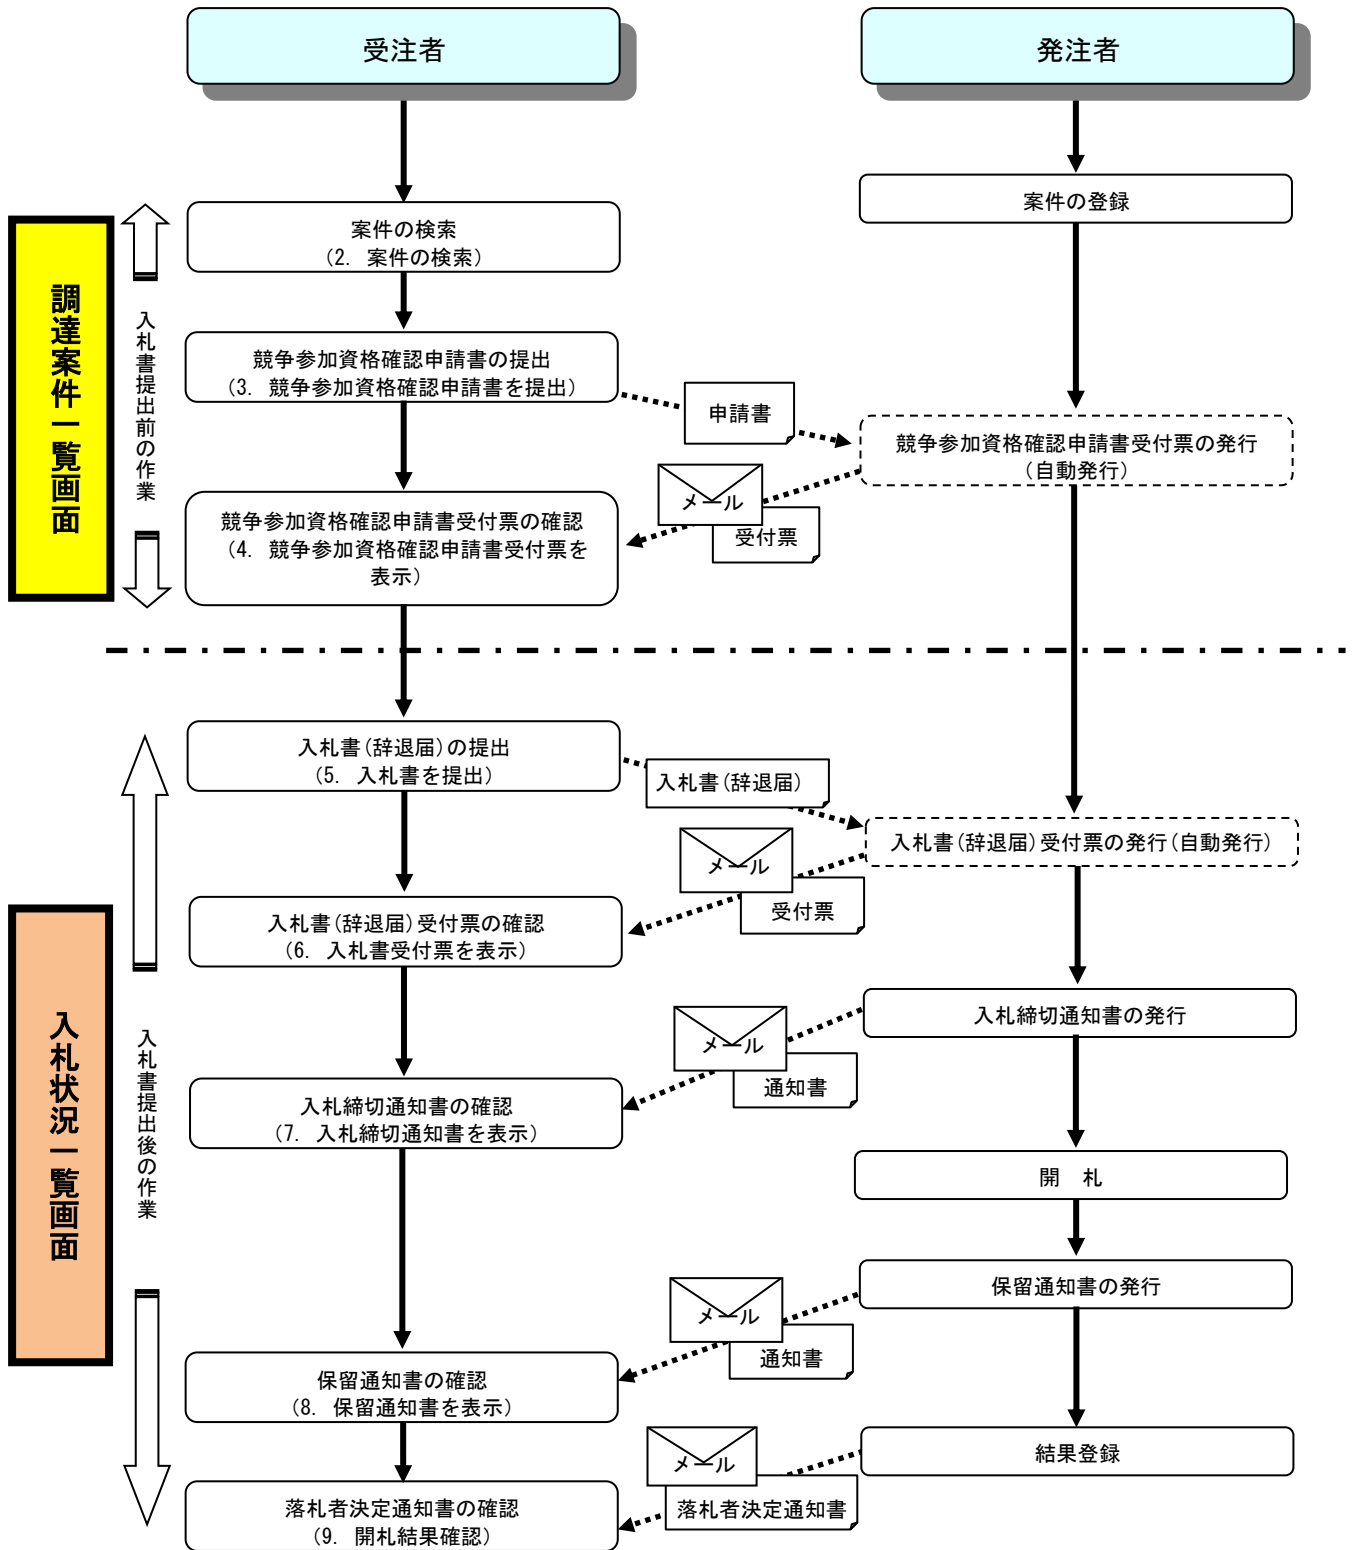 受注者
発注者
案件の登録
案件の検索
（2. 案件の検索）
調達案件一覧画面
入札書提出前の作業
競争参加資格確認申請書の提出
（3. 競争参加資格確認申請書を提出）
申請書
競争参加資格確認申請書受付票の発行
（自動発行）
メール
受付票
競争参加資格確認申請書受付票の確認
（4. 競争参加資格確認申請書受付票を
表示）
入札書（辞退届）の提出
（5. 入札書を提出）
入札書（辞退届）
入札書（辞退届）受付票の発行（自動発行）
メール
受付票
入札書（辞退届）受付票の確認
（6. 入札書受付票を表示）
入札状況一覧画面
入札書提出後の作業
入札締切通知書の発行
メール
通知書
入札締切通知書の確認
（7. 入札締切通知書を表示）
開　札
保留通知書の発行
メール
通知書
保留通知書の確認
（8. 保留通知書を表示）
結果登録
メール
落札者決定通知書
落札者決定通知書の確認
（9. 開札結果確認）